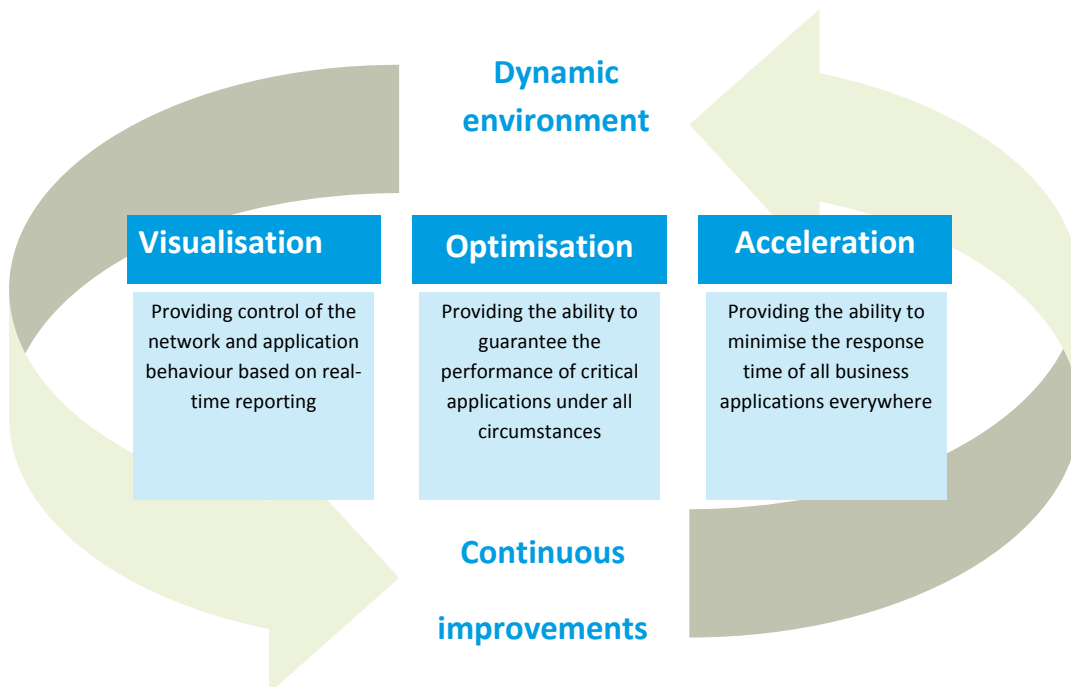 Dynamic
environment
Visualisation
Optimisation
Acceleration
Providing control of the
network and application
behaviour based on real-
time reporting
Providing the ability to
guarantee the
performance of critical
applications under all
circumstances
Providing the ability to
minimise the response
time of all business
applications everywhere
Continuous
improvements